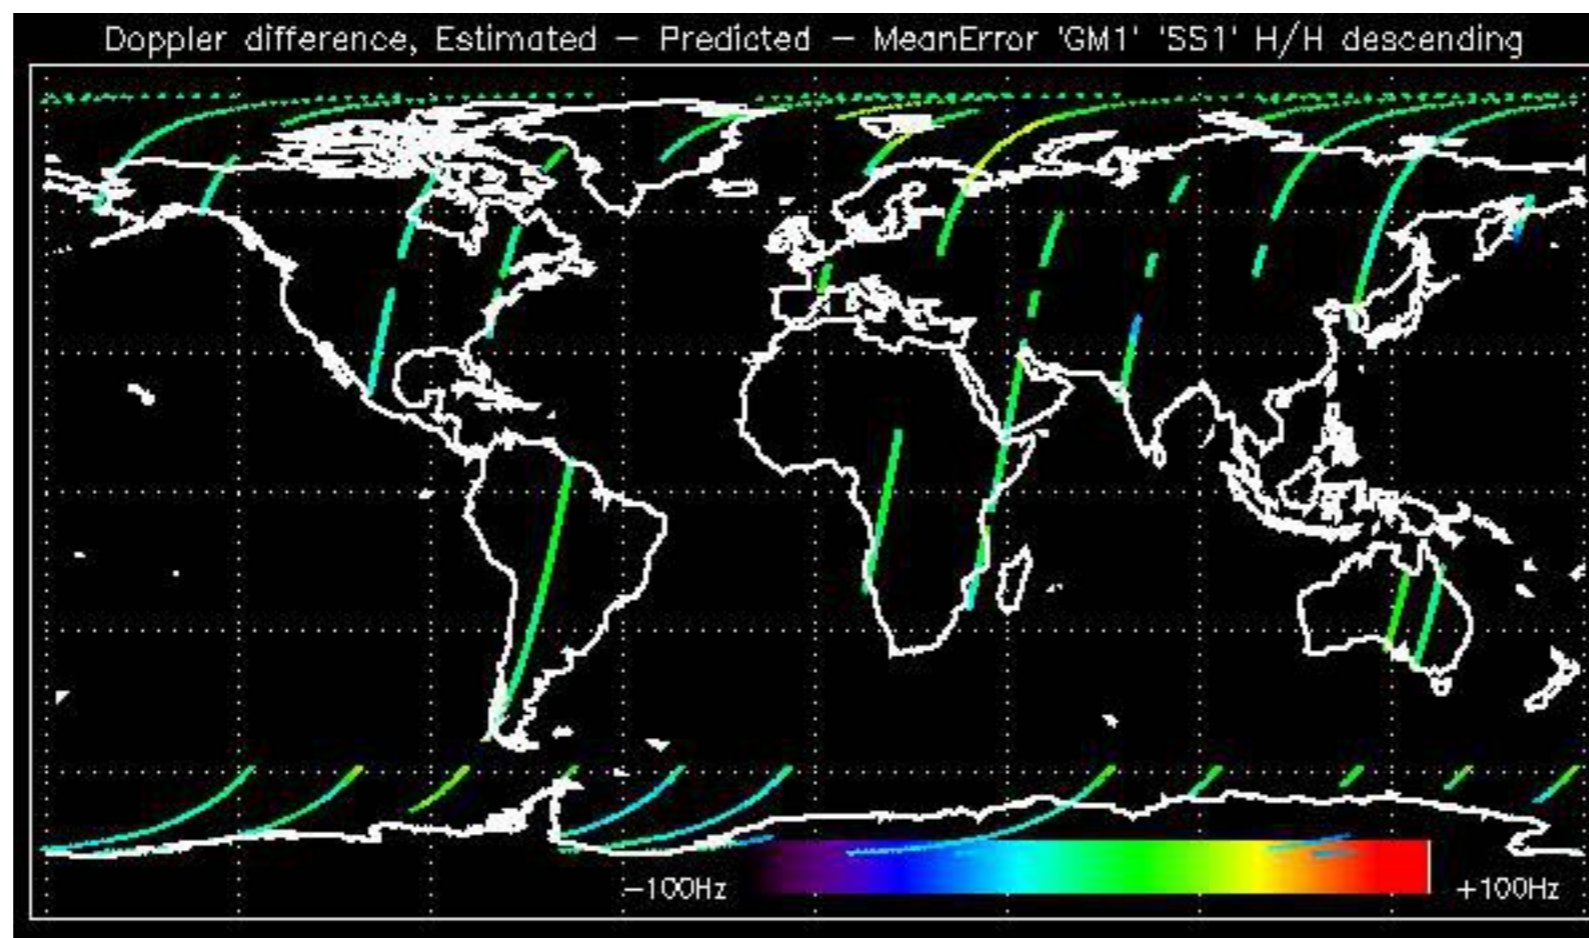 Doppler difference, Estimated – Predicted – MeanError 'GM1' 'SS1' H/H descending
-100Hz
+100Hz